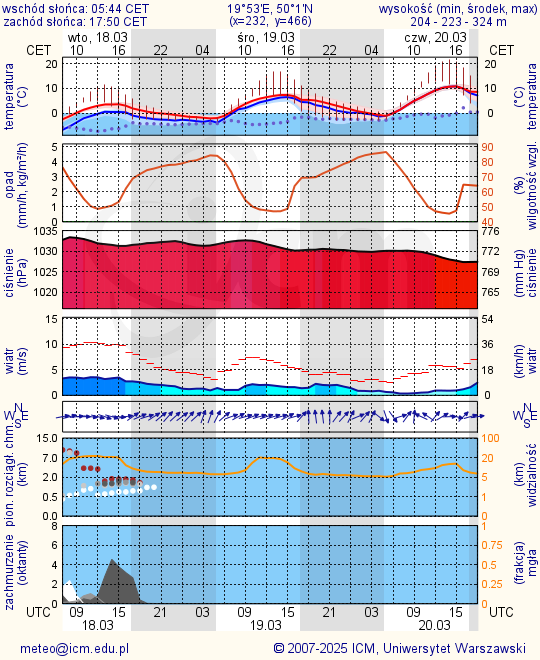 wschód słońca: 05:44 CET 19°53'E, 50°1'N wysokość (min, środek, max)
zachód słońca: 17:50 CET (x=232, y=466) 204 - 223 - 324 m
wto, 18.03 śro, 19.03 czw, 20.03
CET 10 16 22 04 10 16 22 04 10 16 CET
temperatura (°C)
20 10 0
20 10 0
(°C) temperatura
opad (mm/h, kg/m²/h)
5 4 3 2 1 0
90 80 70 60 50 40
(%) wilgotność wzgl.
ciśnienie (hPa)
1035 1030 1025 1020
776 772 769 765
(mm Hg) ciśnienie
wiatr (m/s)
15 10 5 0
54 36 18 0
(km/h) wiatr
N W E S
N W E S
pion. rozciągł. chm. (km)
15.0 7.0 2.0 0.5 0.0
100 20 5 1 0
(km) widzialność
zachmurzenie (oktanty)
8 6 4 2 0
1 0.75 0.5 0.25 0
(frakcja) mgła
UTC 09 15 21 03 09 15 21 03 09 15 UTC
18.03 19.03 20.03
meteo@icm.edu.pl © 2007-2025 ICM, Uniwersytet Warszawski